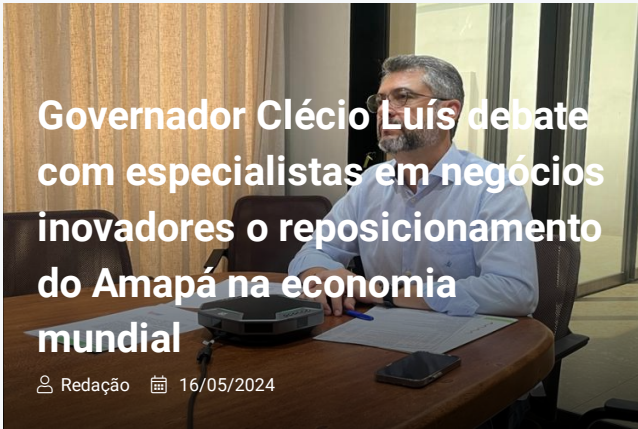 Governador Clécio Luís debate
com especialistas em negócios
inovadores o reposicionamento
do Amapá na economia
mundial
Redação 16/05/2024